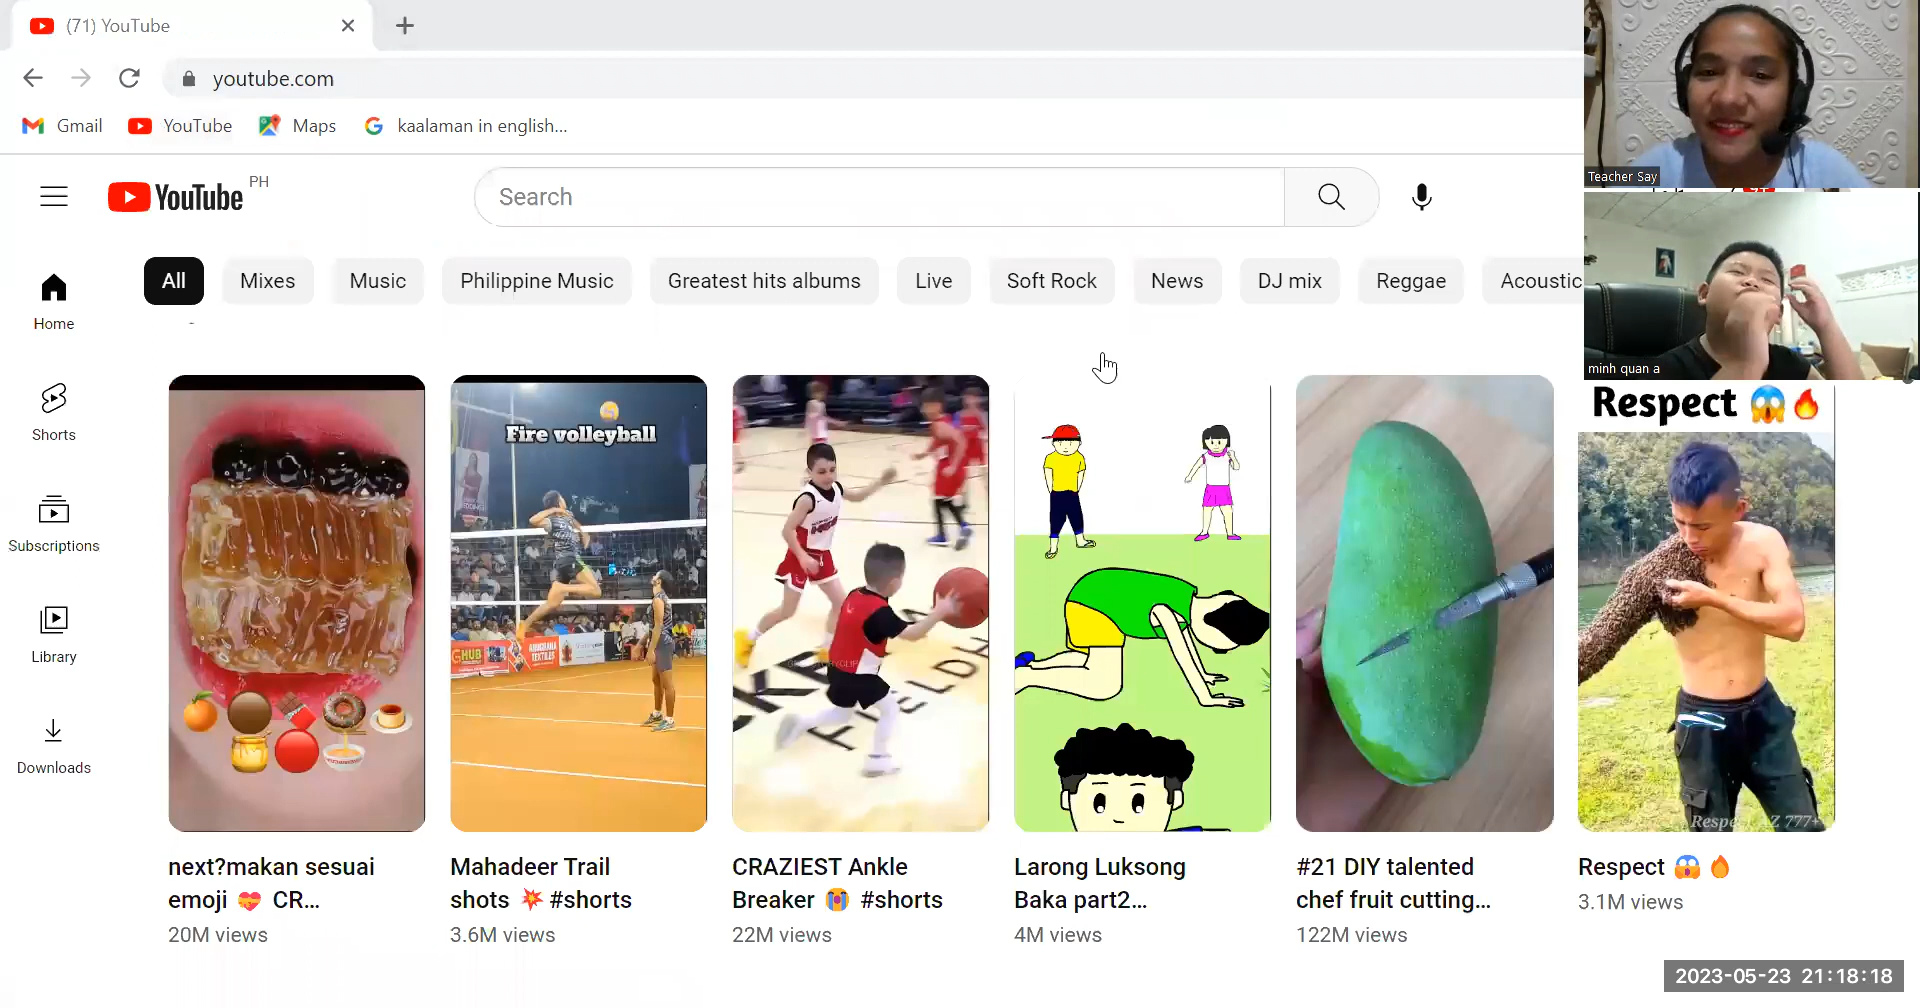 (71) YouTube
youtube.com
Gmail
YouTube
Maps
kaalaman in english...
YouTube PH
Search
All
Mixes
Music
Philippine Music
Greatest hits albums
Live
Soft Rock
News
DJ mix
Reggae
Acoustic
Home
Shorts
Subscriptions
Library
Downloads
Teacher Say
minh quan a
Fire volleyball
Respect 😱🔥
next?makan sesuai
emoji 💝 CR...
20M views
Mahadeer Trail
shots 💥 #shorts
3.6M views
CRAZIEST Ankle
Breaker 😭 #shorts
22M views
Larong Luksong
Baka part2...
4M views
#21 DIY talented
chef fruit cutting...
122M views
Respect 😱🔥
3.1M views
2023-05-23 21:18:18